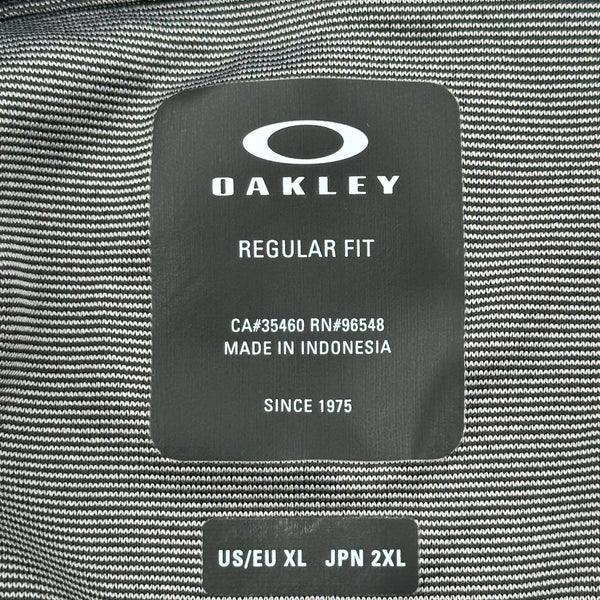 OAKLEY
REGULAR FIT
CA#35460 RN#96548
MADE IN INDONESIA
SINCE 1975
US/EU XL JPN 2XL